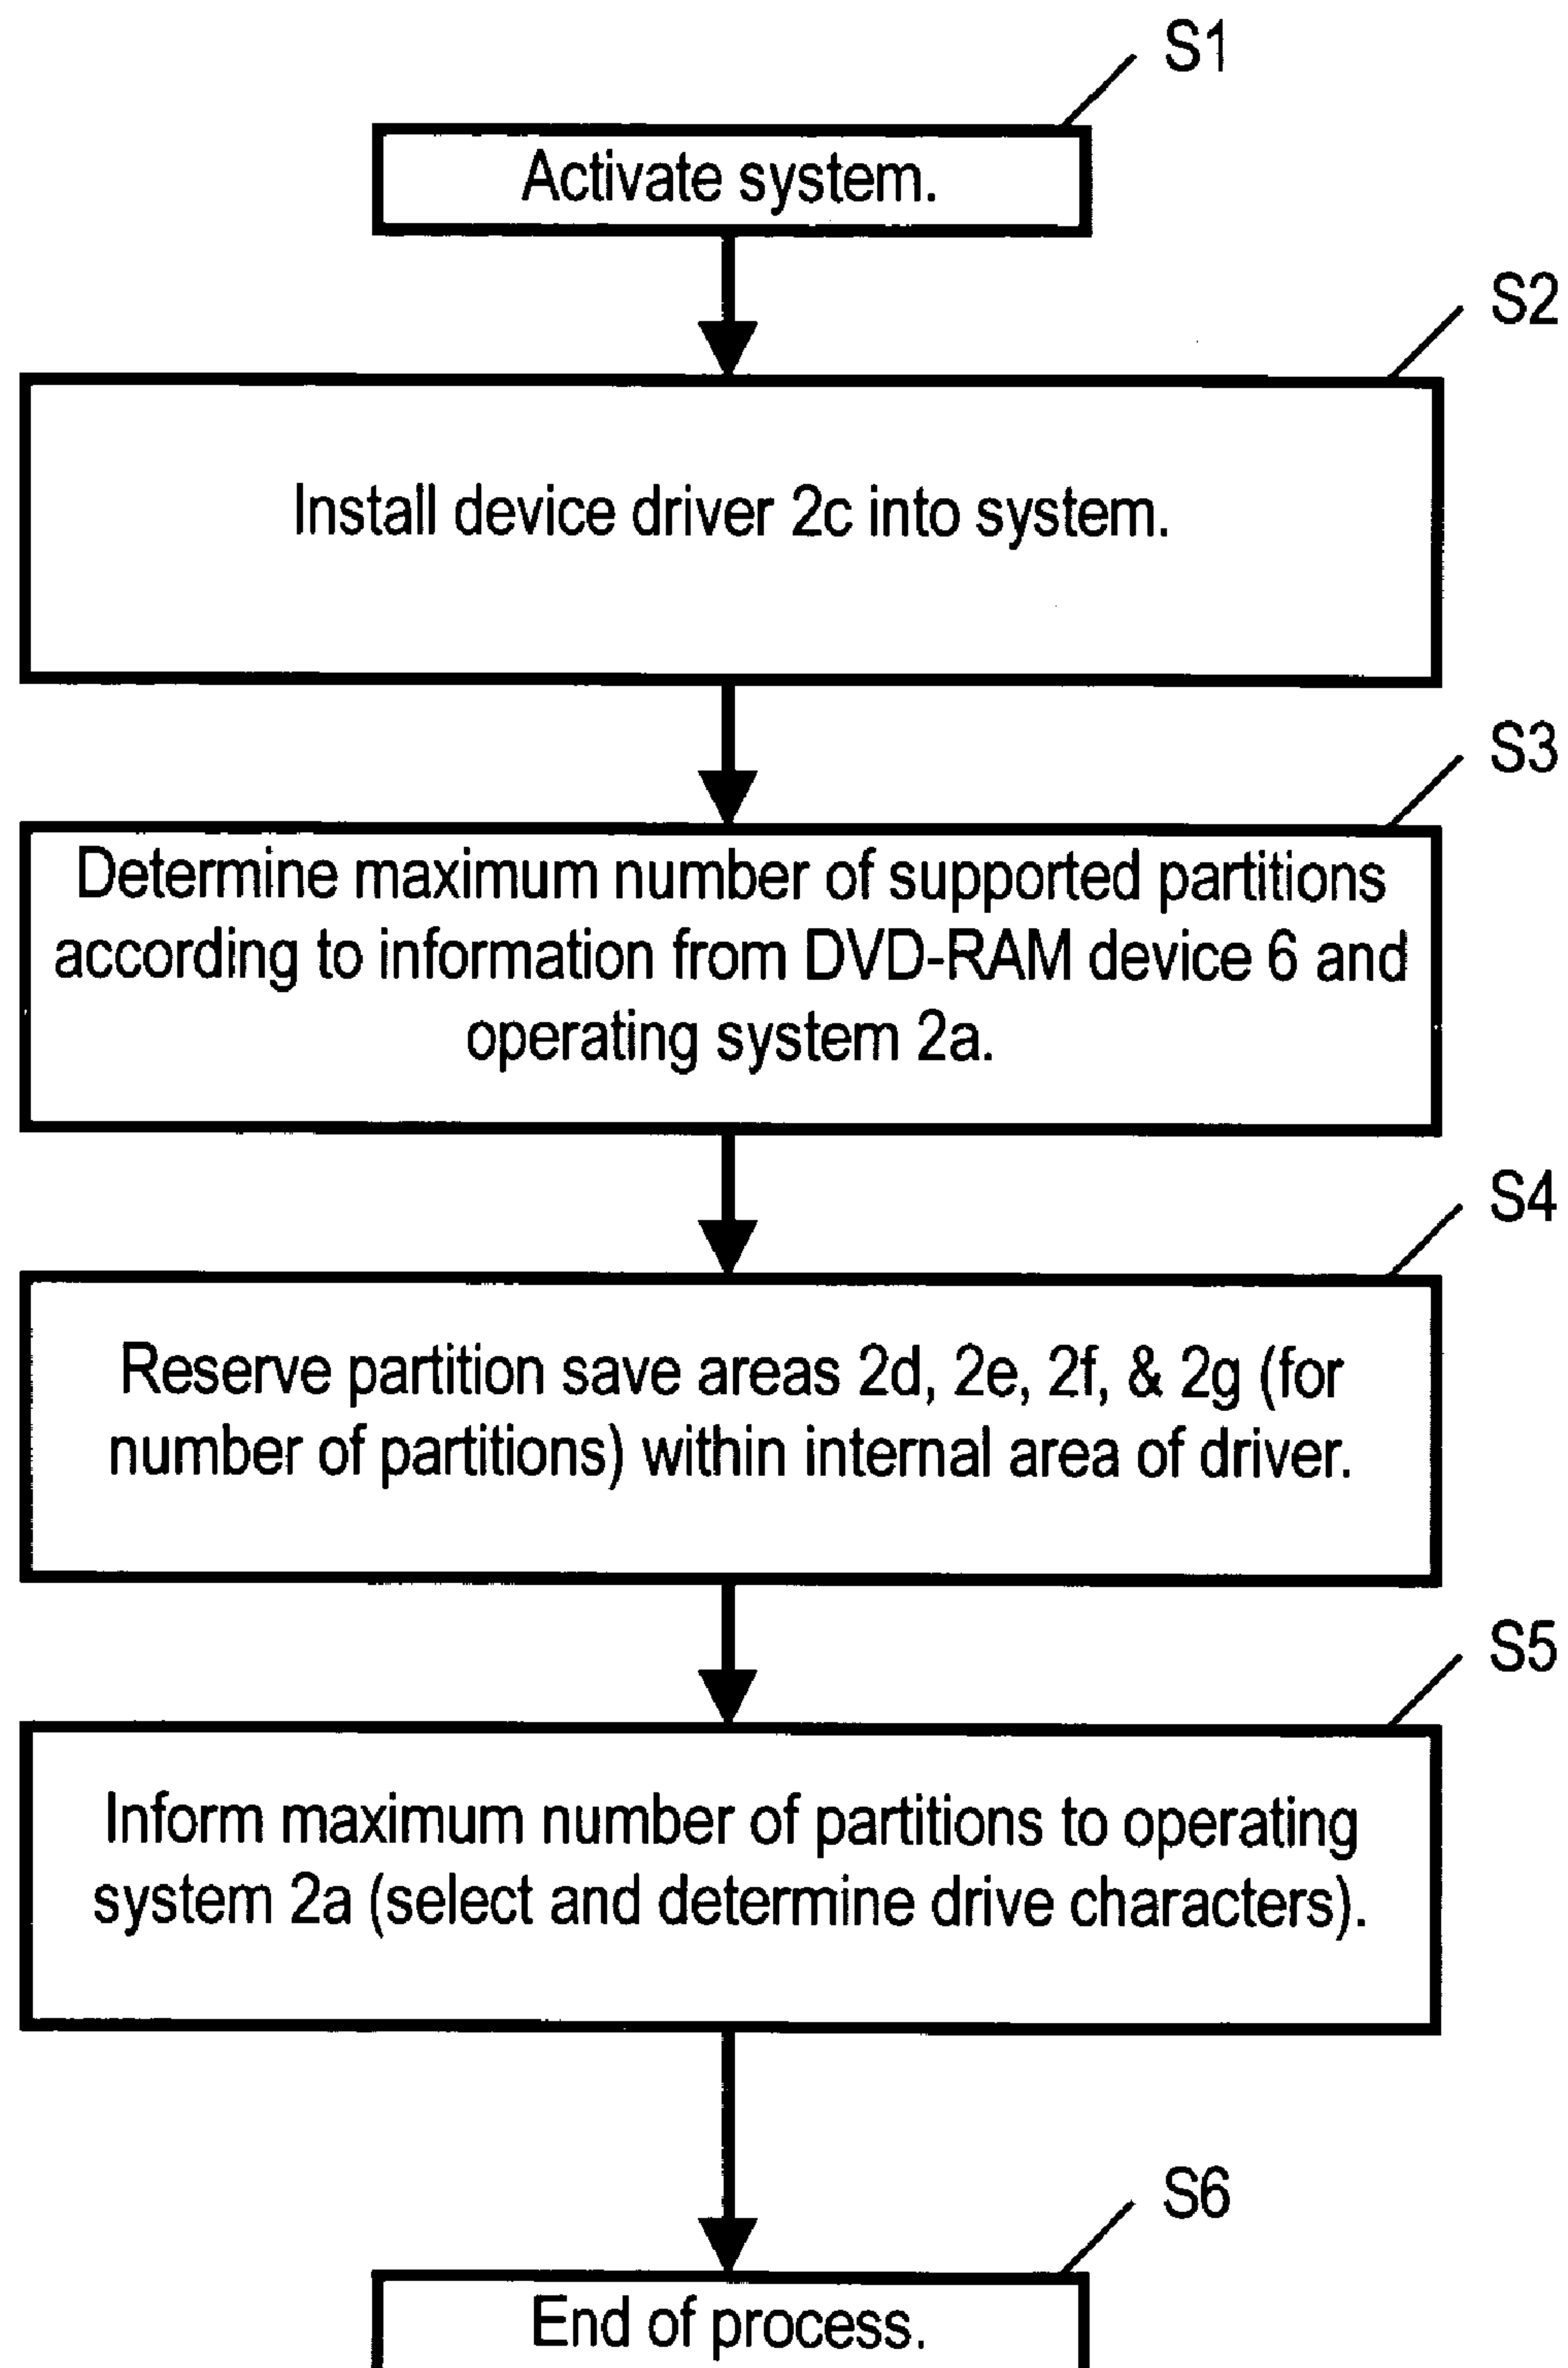 S1
Activate system.
S2
Install device driver 2c into system.
S3
Determine maximum number of supported partitions
according to information from DVD-RAM device 6 and
operating system 2a.
S4
Reserve partition save areas 2d, 2e, 2f, & 2g (for
number of partitions) within internal area of driver.
S5
Inform maximum number of partitions to operating
system 2a (select and determine drive characters).
S6
End of process.